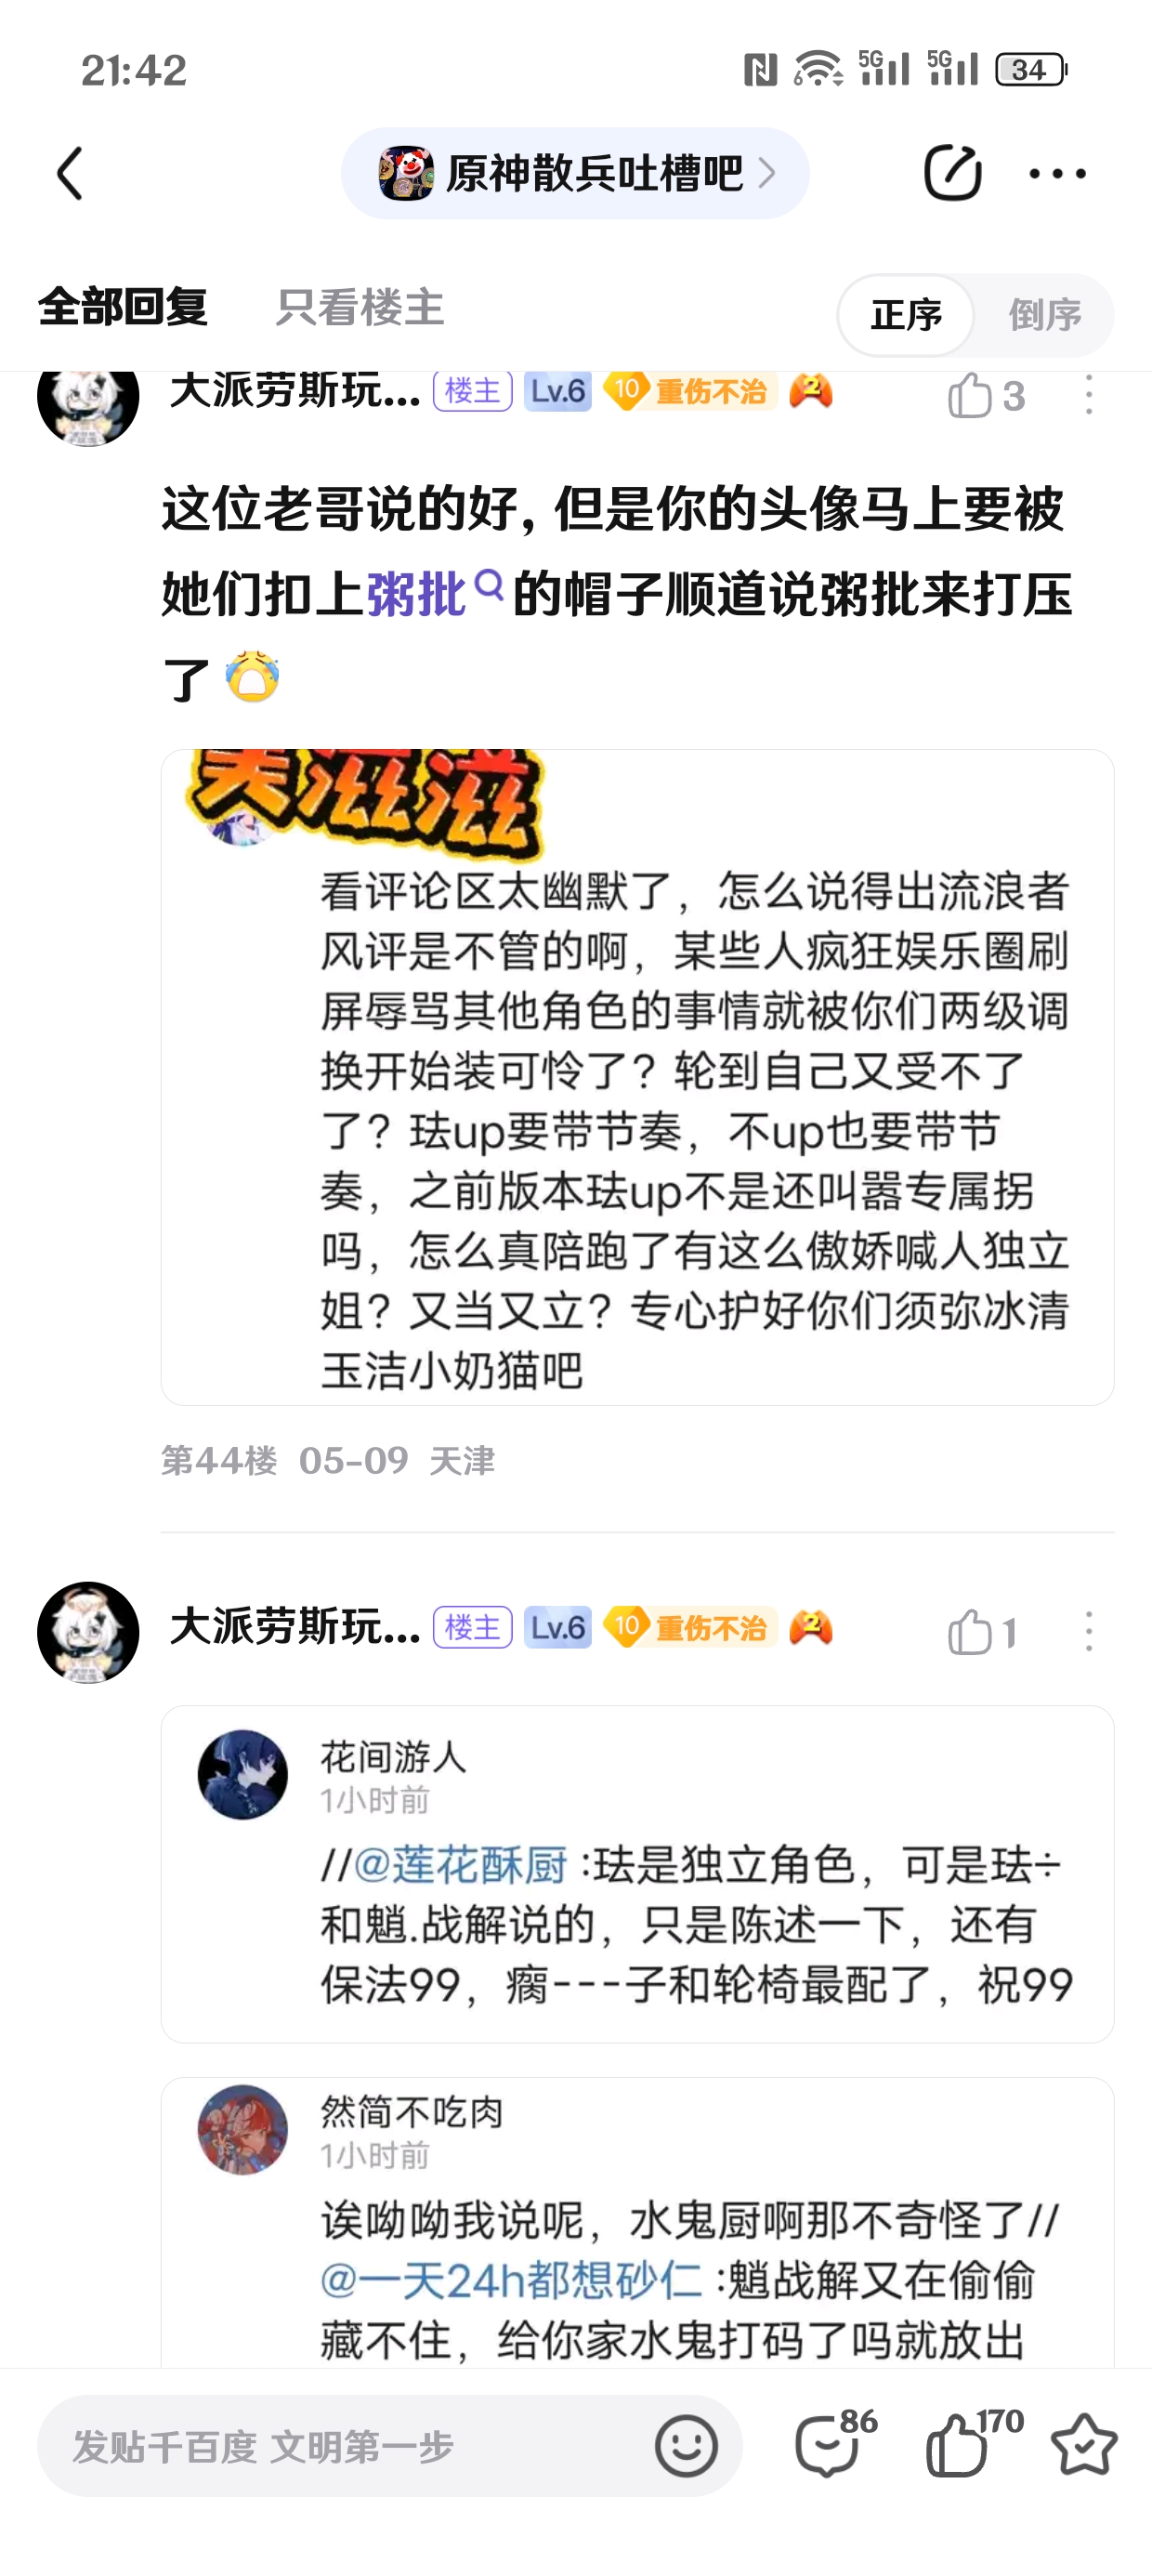 21:42
6 5G 5G 34
原神散兵吐槽吧
全部回复 只看楼主 正序 倒序
大派劳斯玩... 楼主 Lv.6 10 重伤不治 2 3
这位老哥说的好，但是你的头像马上要被
她们扣上粥批的帽子顺道说粥批来打压
了
美滋滋
看评论区太幽默了，怎么说得出流浪者
风评是不管的啊，某些人疯狂娱乐圈刷
屏辱骂其他角色的事情就被你们两级调
换开始装可怜了？轮到自己又受不了
了？珐up要带节奏，不up也要带节
奏，之前版本珐up不是还叫嚣专属拐
吗，怎么真陪跑了有这么傲娇喊人独立
姐？又当又立？专心护好你们须弥冰清
玉洁小奶猫吧
第44楼 05-09 天津
大派劳斯玩... 楼主 Lv.6 10 重伤不治 2 1
花间游人
1小时前
//@莲花酥厨 :珐是独立角色，可是珐÷
和魈.战解说的，只是陈述一下，还有
保法99，瘸---子和轮椅最配了，祝99
然简不吃肉
1小时前
诶呦呦我说呢，水鬼厨啊那不奇怪了//
@一天24h都想砂仁 :魈战解又在偷偷
藏不住，给你家水鬼打码了吗就放出
发贴千百度 文明第一步 86 170